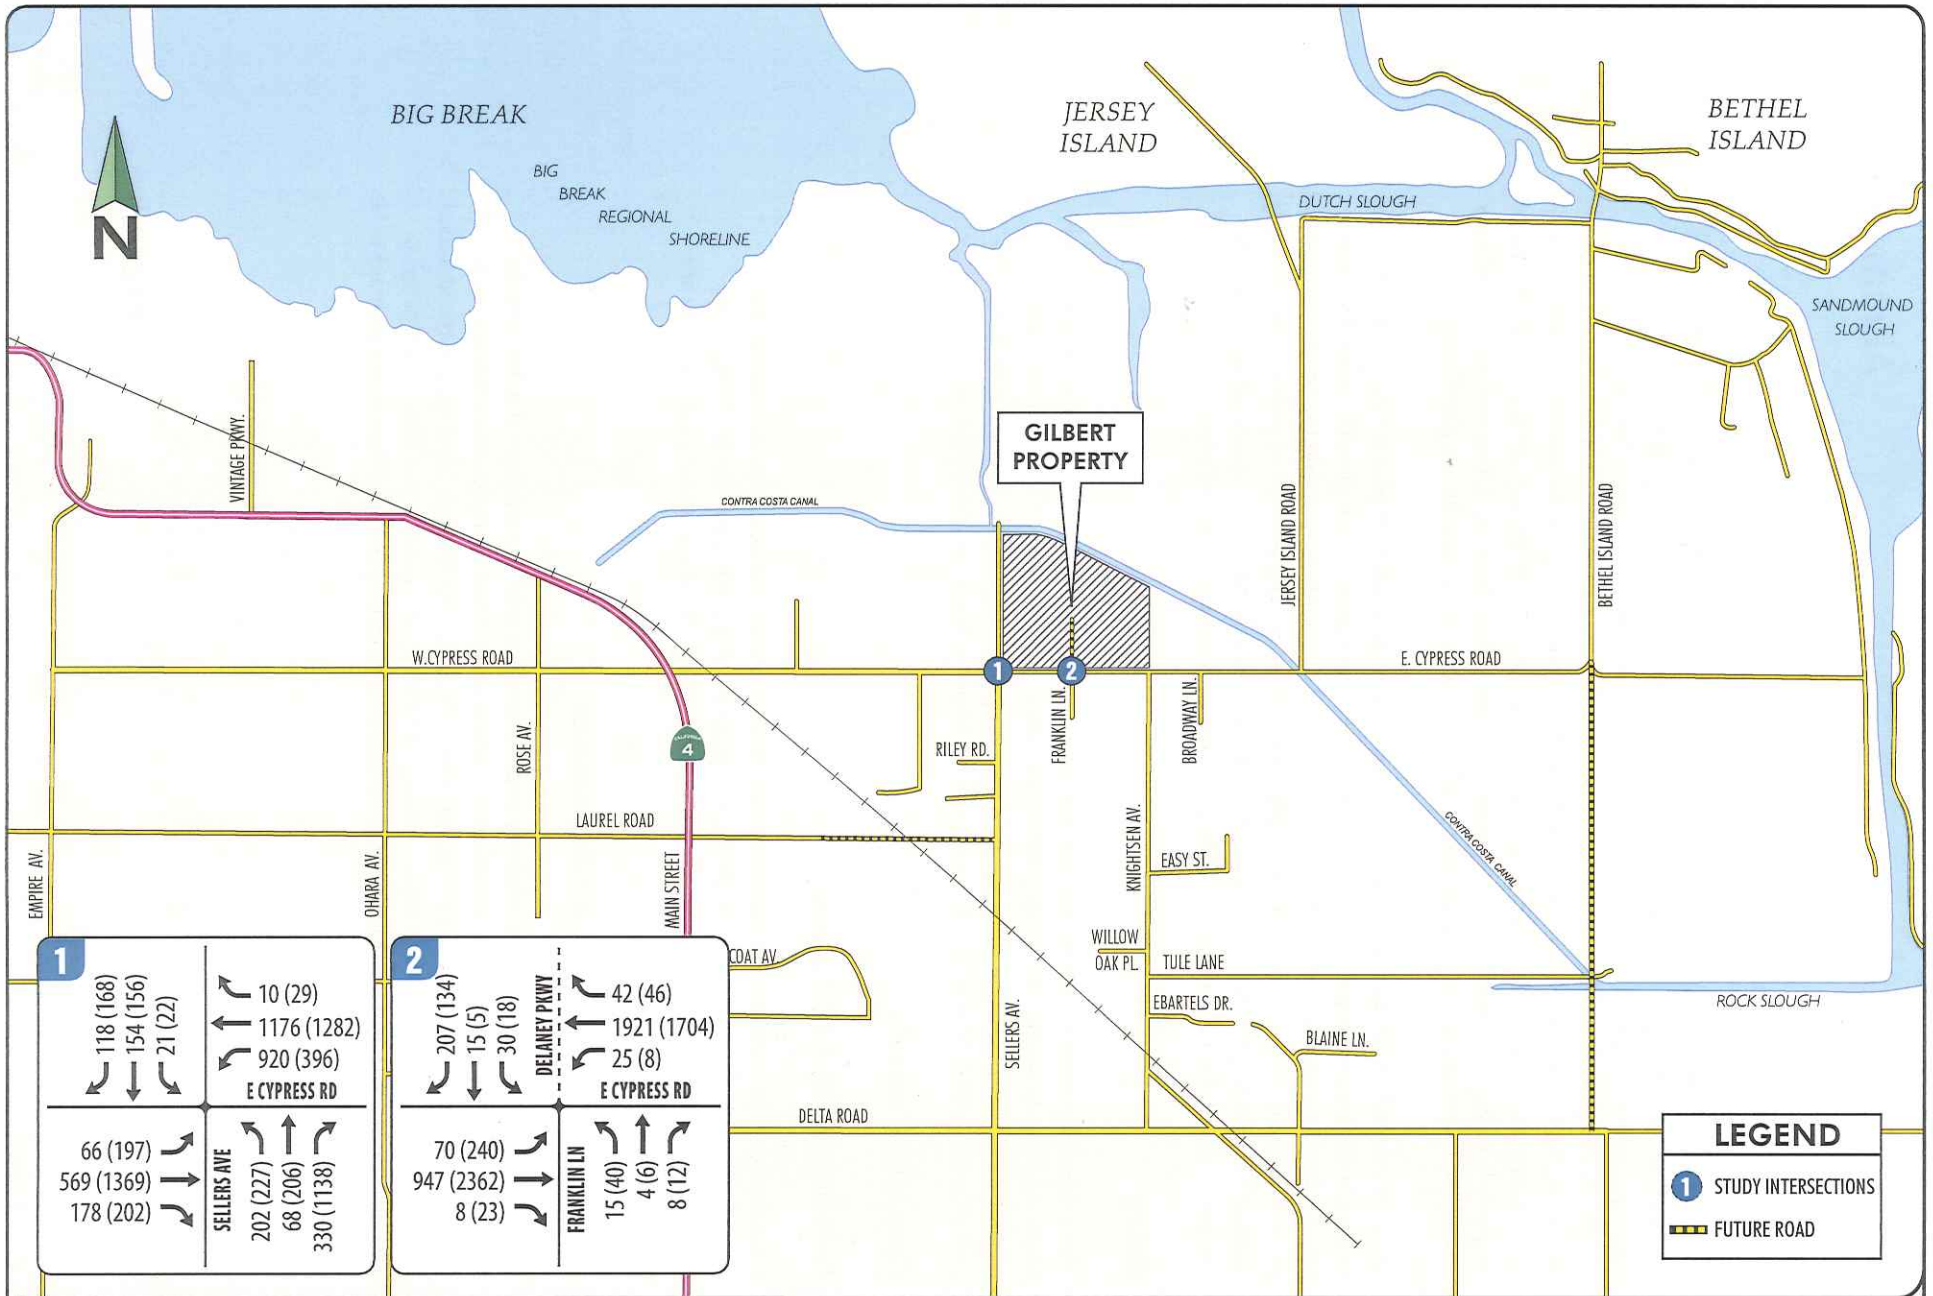 BIG BREAK
JERSEY
ISLAND
BETHEL
ISLAND
BIG
BREAK
REGIONAL
SHORELINE
N
DUTCH SLOUGH
SANDMOUND
SLOUGH
VINTAGE PKWY.
GILBERT
PROPERTY
CONTRA COSTA CANAL
JERSEY ISLAND ROAD
BETHEL ISLAND ROAD
W.CYPRESS ROAD
1
2
E. CYPRESS ROAD
ROSE AV.
CALIFORNIA
4
RILEY RD.
FRANKLIN LN.
BROADWAY LN.
LAUREL ROAD
EMPIRE AV.
OHARA AV.
MAIN STREET
KNIGHTSEN AV.
EASY ST.
CONTRA COSTA CANAL
COAT AV.
WILLOW
OAK PL.
TULE LANE
ROCK SLOUGH
SELLERS AV.
EBARTELS DR.
BLAINE LN.
DELTA ROAD
1
118 (168)
154 (156)
21 (22)
10 (29)
1176 (1282)
920 (396)
E CYPRESS RD
66 (197)
569 (1369)
178 (202)
SELLERS AVE
202 (227)
68 (206)
330 (1138)
2
207 (134)
15 (5)
30 (18)
DELANEY PKWY
42 (46)
1921 (1704)
25 (8)
E CYPRESS RD
70 (240)
947 (2362)
8 (23)
FRANKLIN LN
15 (40)
4 (6)
8 (12)
LEGEND
1 STUDY INTERSECTIONS
FUTURE ROAD